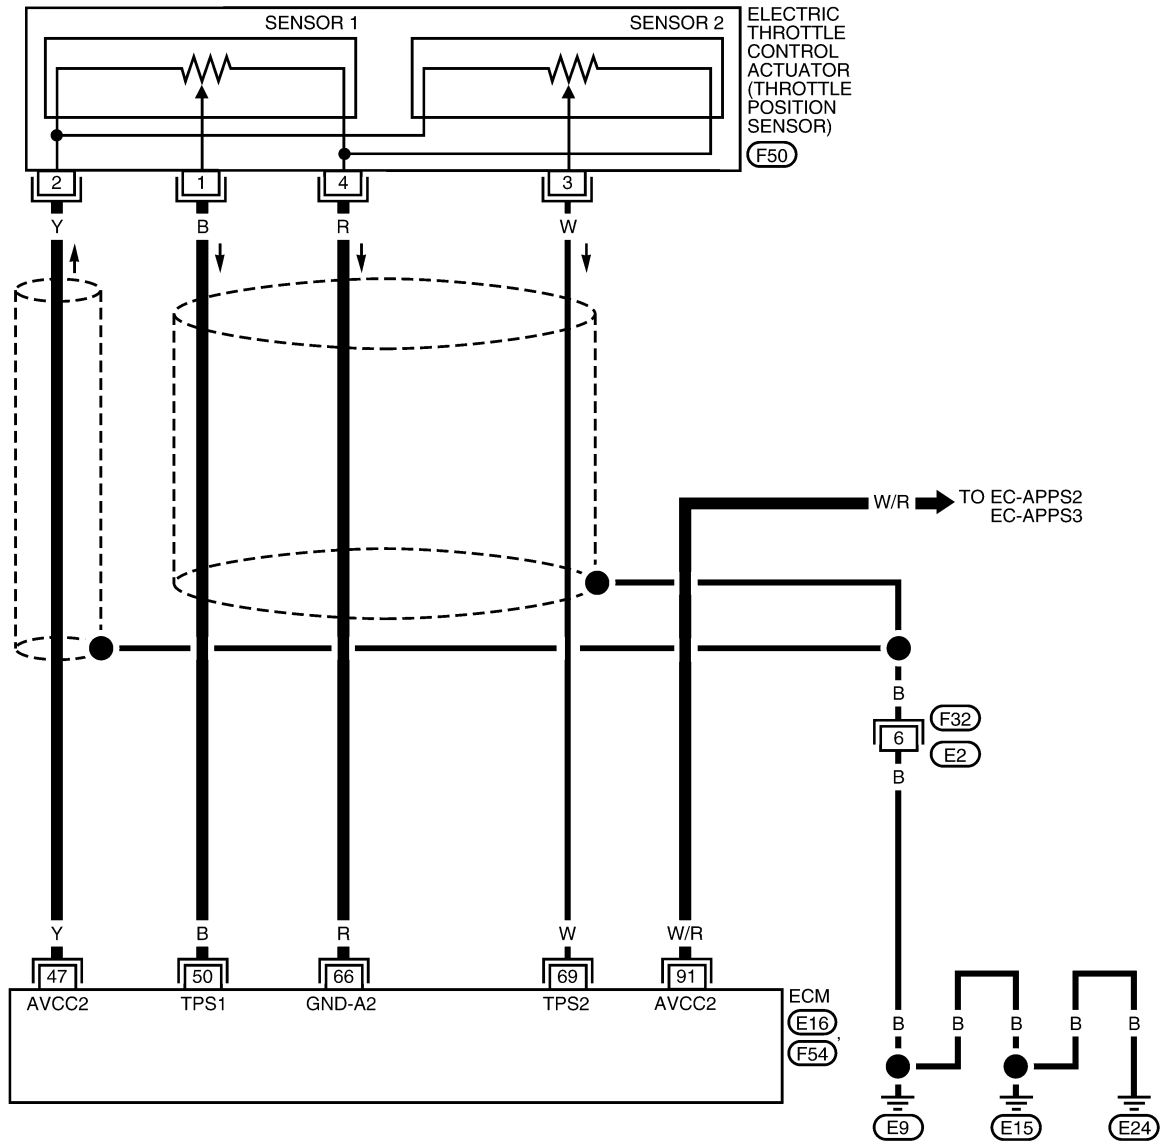 SENSOR 1
SENSOR 2
ELECTRIC
THROTTLE
CONTROL
ACTUATOR
(THROTTLE
POSITION
SENSOR)
F50
2 1 4 3
Y B R W
W/R TO EC-APPS2
EC-APPS3
B
F32
6
E2
B
Y B R W W/R
47 50 66 69 91
AVCC2 TPS1 GND-A2 TPS2 AVCC2
ECM
E16 ,
F54
B B B B B
E9 E15 E24